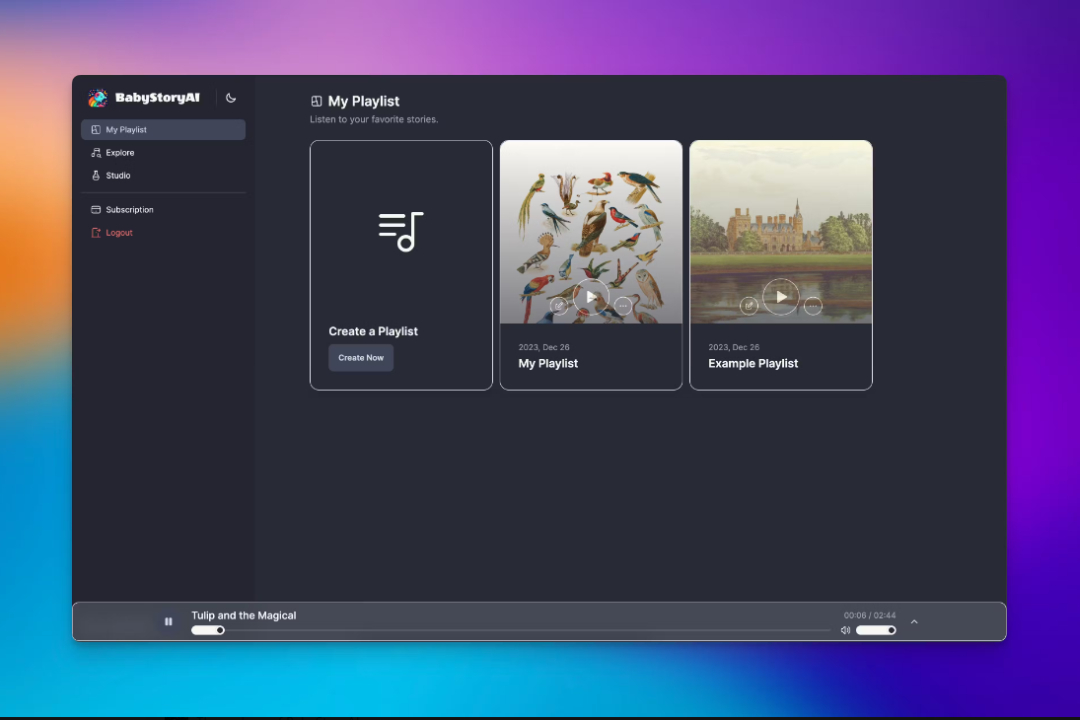 BabyStoryAI
My Playlist
Explore
Studio
Subscription
Logout
My Playlist
Listen to your favorite stories.
Create a Playlist
Create Now
2023, Dec 26
My Playlist
2023, Dec 26
Example Playlist
Tulip and the Magical
00:06 / 02:44